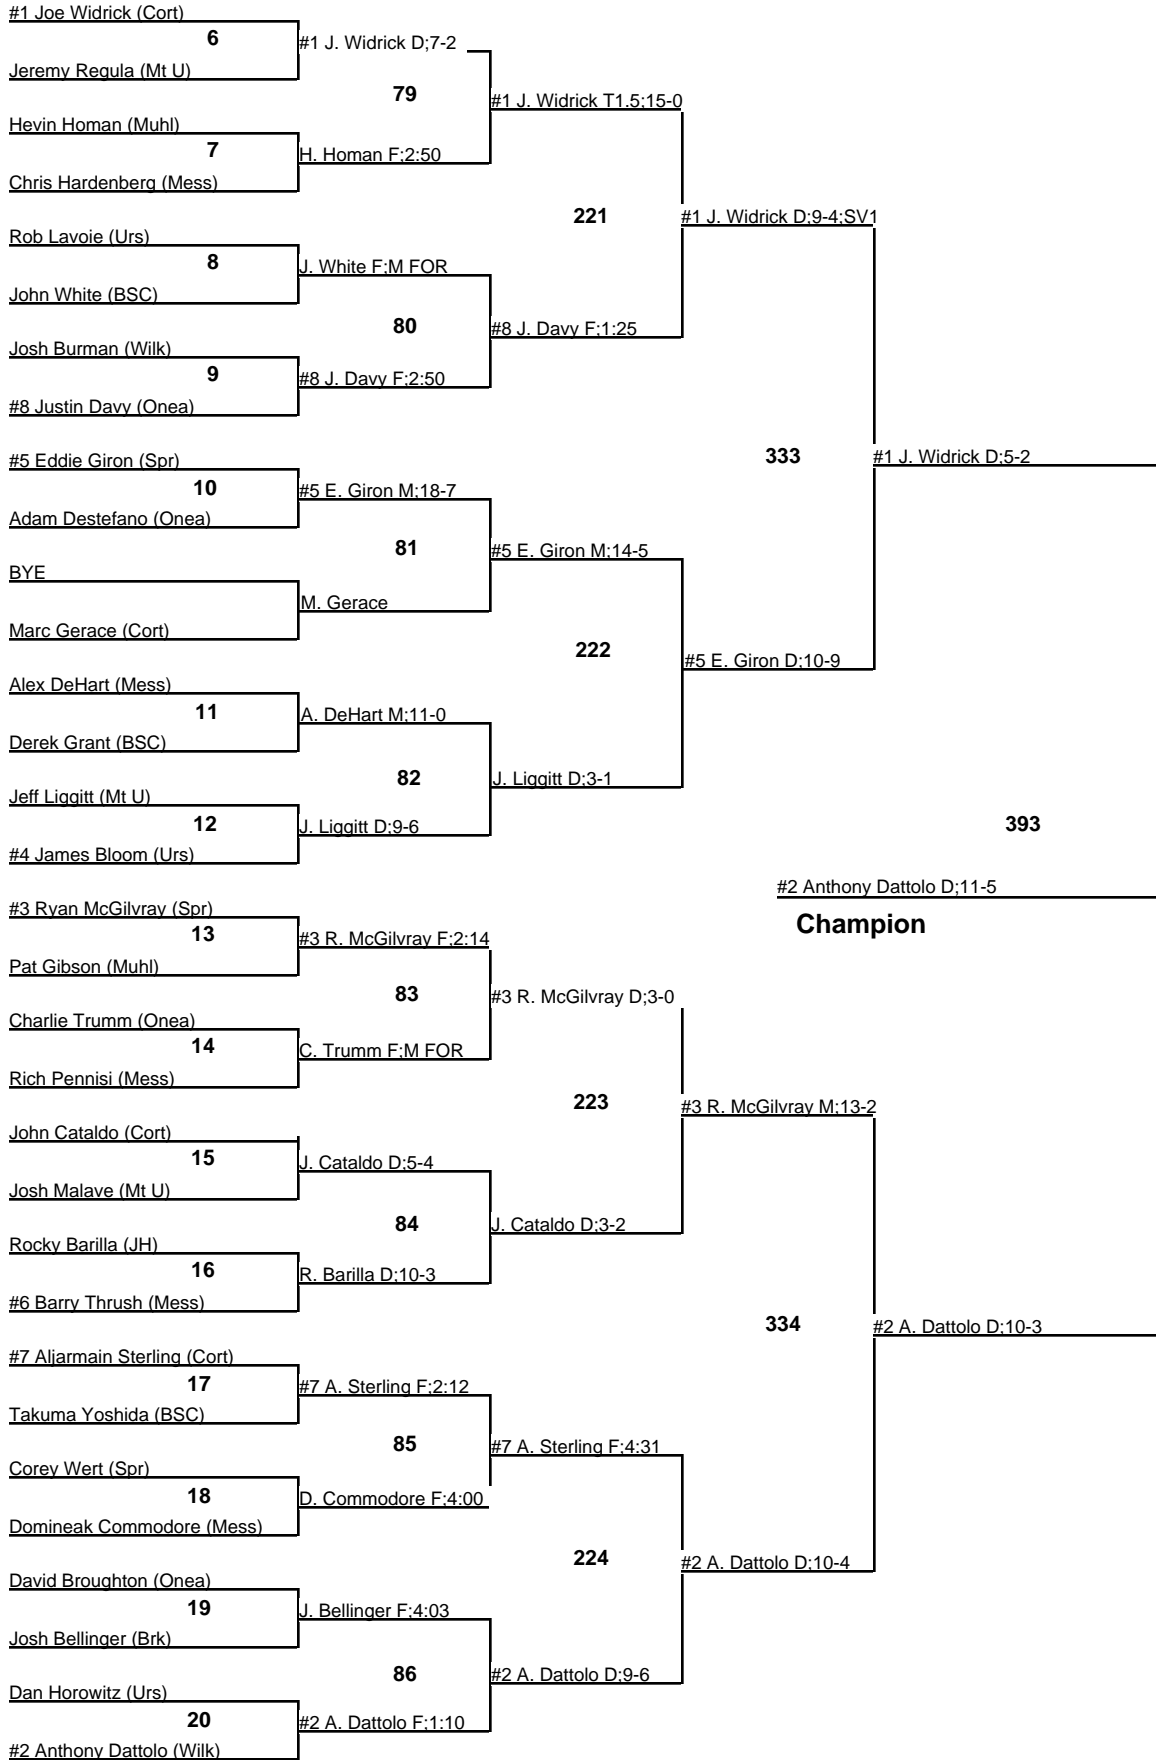 #1 Joe Widrick (Cort)
6
#1 J. Widrick D;7-2
Jeremy Regula (Mt U)
79
#1 J. Widrick T1.5;15-0
Hevin Homan (Muhl)
7
H. Homan F;2:50
Chris Hardenberg (Mess)
221
#1 J. Widrick D;9-4;SV1
Rob Lavoie (Urs)
8
J. White F;M FOR
John White (BSC)
80
#8 J. Davy F;1:25
Josh Burman (Wilk)
9
#8 J. Davy F;2:50
#8 Justin Davy (Onea)
333
#1 J. Widrick D;5-2
#5 Eddie Giron (Spr)
10
#5 E. Giron M;18-7
Adam Destefano (Onea)
81
#5 E. Giron M;14-5
BYE
M. Gerace
Marc Gerace (Cort)
222
#5 E. Giron D;10-9
Alex DeHart (Mess)
11
A. DeHart M;11-0
Derek Grant (BSC)
82
J. Liggitt D;3-1
Jeff Liggitt (Mt U)
12
J. Liggitt D;9-6
#4 James Bloom (Urs)
393
#2 Anthony Dattolo D;11-5
Champion
#3 Ryan McGilvray (Spr)
13
#3 R. McGilvray F;2:14
Pat Gibson (Muhl)
83
#3 R. McGilvray D;3-0
Charlie Trumm (Onea)
14
C. Trumm F;M FOR
Rich Pennisi (Mess)
223
#3 R. McGilvray M;13-2
John Cataldo (Cort)
15
J. Cataldo D;5-4
Josh Malave (Mt U)
84
J. Cataldo D;3-2
Rocky Barilla (JH)
16
R. Barilla D;10-3
#6 Barry Thrush (Mess)
334
#2 A. Dattolo D;10-3
#7 Aljarmain Sterling (Cort)
17
#7 A. Sterling F;2:12
Takuma Yoshida (BSC)
85
#7 A. Sterling F;4:31
Corey Wert (Spr)
18
D. Commodore F;4:00
Domineak Commodore (Mess)
224
#2 A. Dattolo D;10-4
David Broughton (Onea)
19
J. Bellinger F;4:03
Josh Bellinger (Brk)
86
#2 A. Dattolo D;9-6
Dan Horowitz (Urs)
20
#2 A. Dattolo F;1:10
#2 Anthony Dattolo (Wilk)